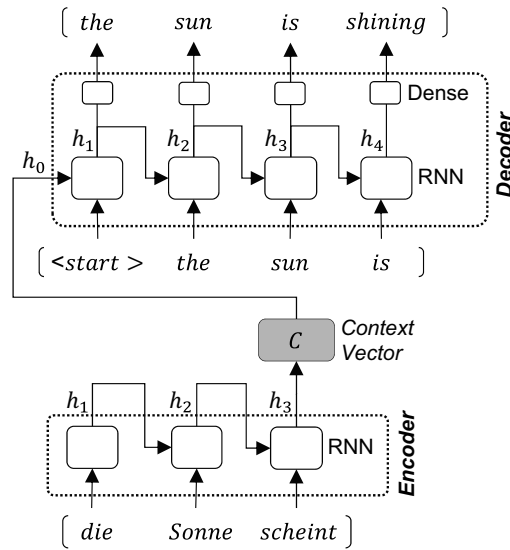 [ the sun is shining ]
Dense
h₁ h₂ h₃ h₄
h₀
RNN
Decoder
[ <start> the sun is ]
C
Context
Vector
h₁ h₂ h₃
RNN
Encoder
[ die Sonne scheint ]